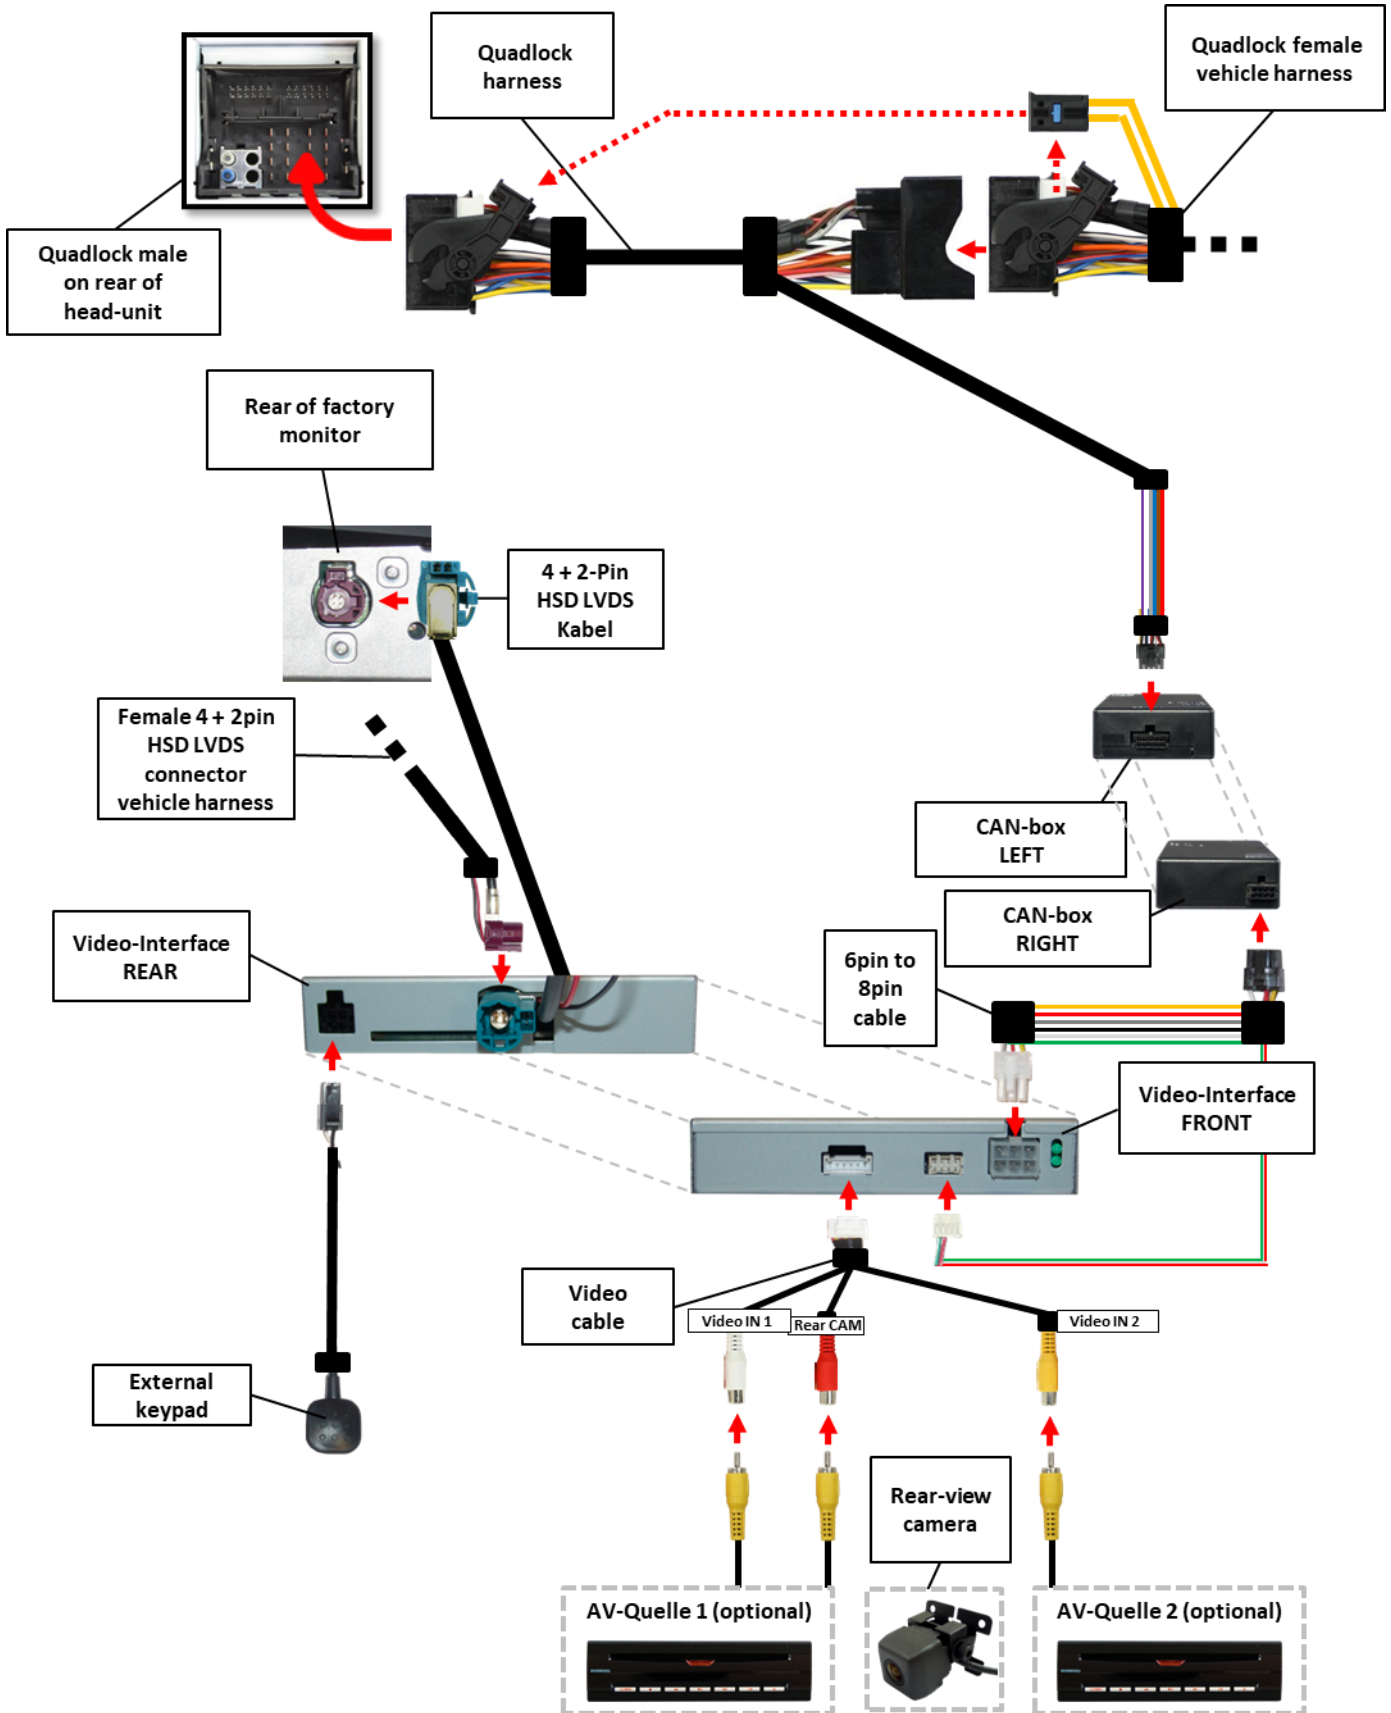 Quadlock
harness
Quadlock female
vehicle harness
Quadlock male
on rear of
head-unit
Rear of factory
monitor
4 + 2-Pin
HSD LVDS
Kabel
Female 4 + 2pin
HSD LVDS
connector
vehicle harness
CAN-box
LEFT
CAN-box
RIGHT
Video-Interface
REAR
6pin to
8pin
cable
Video-Interface
FRONT
Video
cable
Video IN 1
Rear CAM
Video IN 2
External
keypad
Rear-view
camera
AV-Quelle 1 (optional)
AV-Quelle 2 (optional)